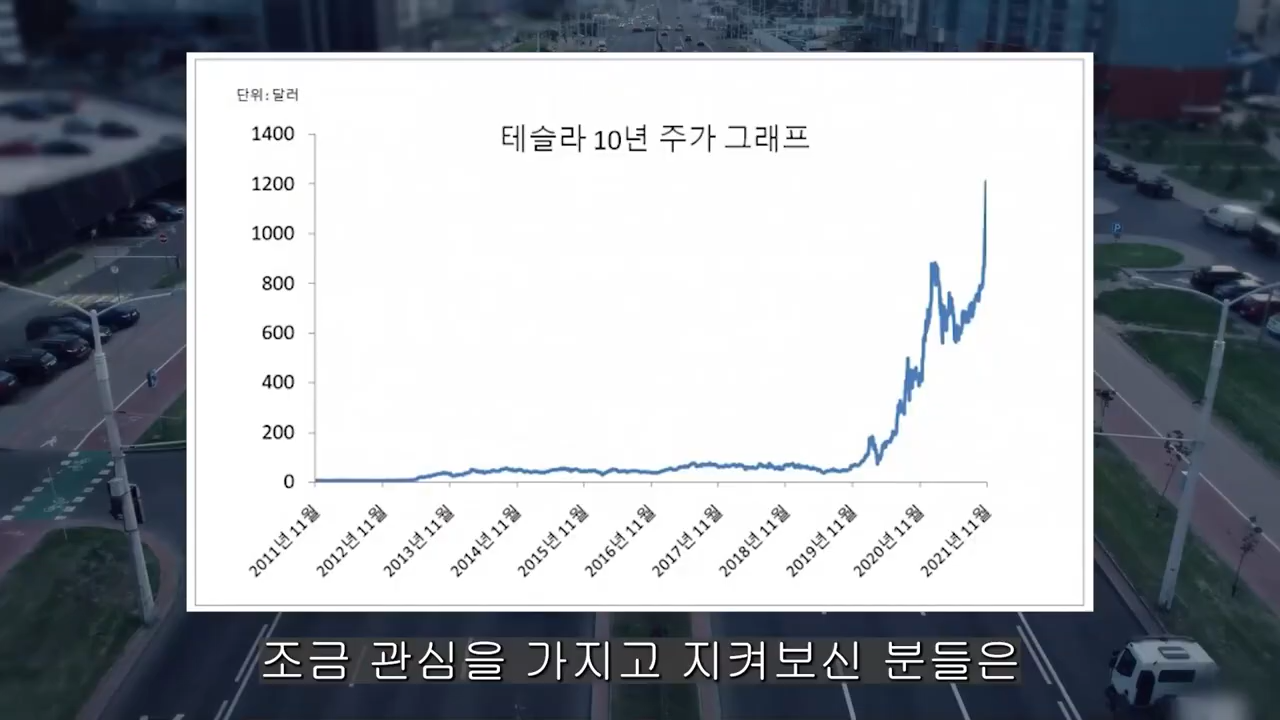 단위: 달러
테슬라 10년 주가 그래프
1400
1200
1000
800
600
400
200
0
2011년 11월
2012년 11월
2013년 11월
2014년 11월
2015년 11월
2016년 11월
2017년 11월
2018년 11월
2019년 11월
2020년 11월
2021년 11월
조금 관심을 가지고 지켜보신 분들은